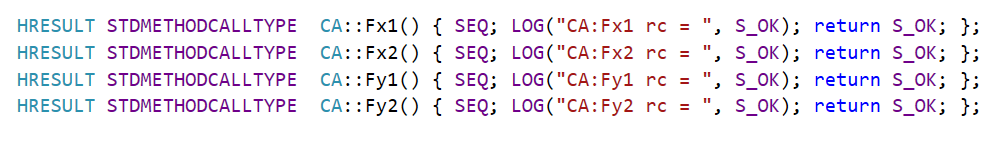 HRESULT STDMETHODCALLTYPE  CA::Fx1() { SEQ; LOG("CA:Fx1 rc = ", S_OK); return S_OK; };
HRESULT STDMETHODCALLTYPE  CA::Fx2() { SEQ; LOG("CA:Fx2 rc = ", S_OK); return S_OK; };
HRESULT STDMETHODCALLTYPE  CA::Fy1() { SEQ; LOG("CA:Fy1 rc = ", S_OK); return S_OK; };
HRESULT STDMETHODCALLTYPE  CA::Fy2() { SEQ; LOG("CA:Fy2 rc = ", S_OK); return S_OK; };